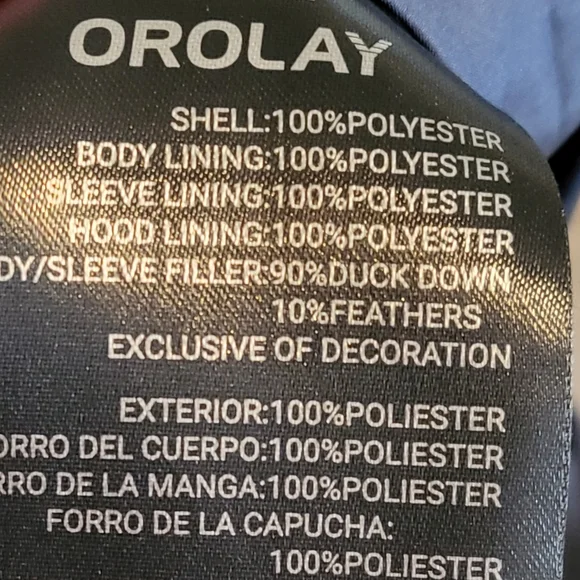 OROLAY
SHELL:100%POLYESTER
BODY LINING:100%POLYESTER
SLEEVE LINING:100%POLYESTER
HOOD LINING:100%POLYESTER
DY/SLEEVE FILLER:90%DUCK DOWN
10%FEATHERS
EXCLUSIVE OF DECORATION
EXTERIOR:100%POLIESTER
ORRO DEL CUERPO:100%POLIESTER
RRO DE LA MANGA:100%POLIESTER
FORRO DE LA CAPUCHA:
100%POLIESTER